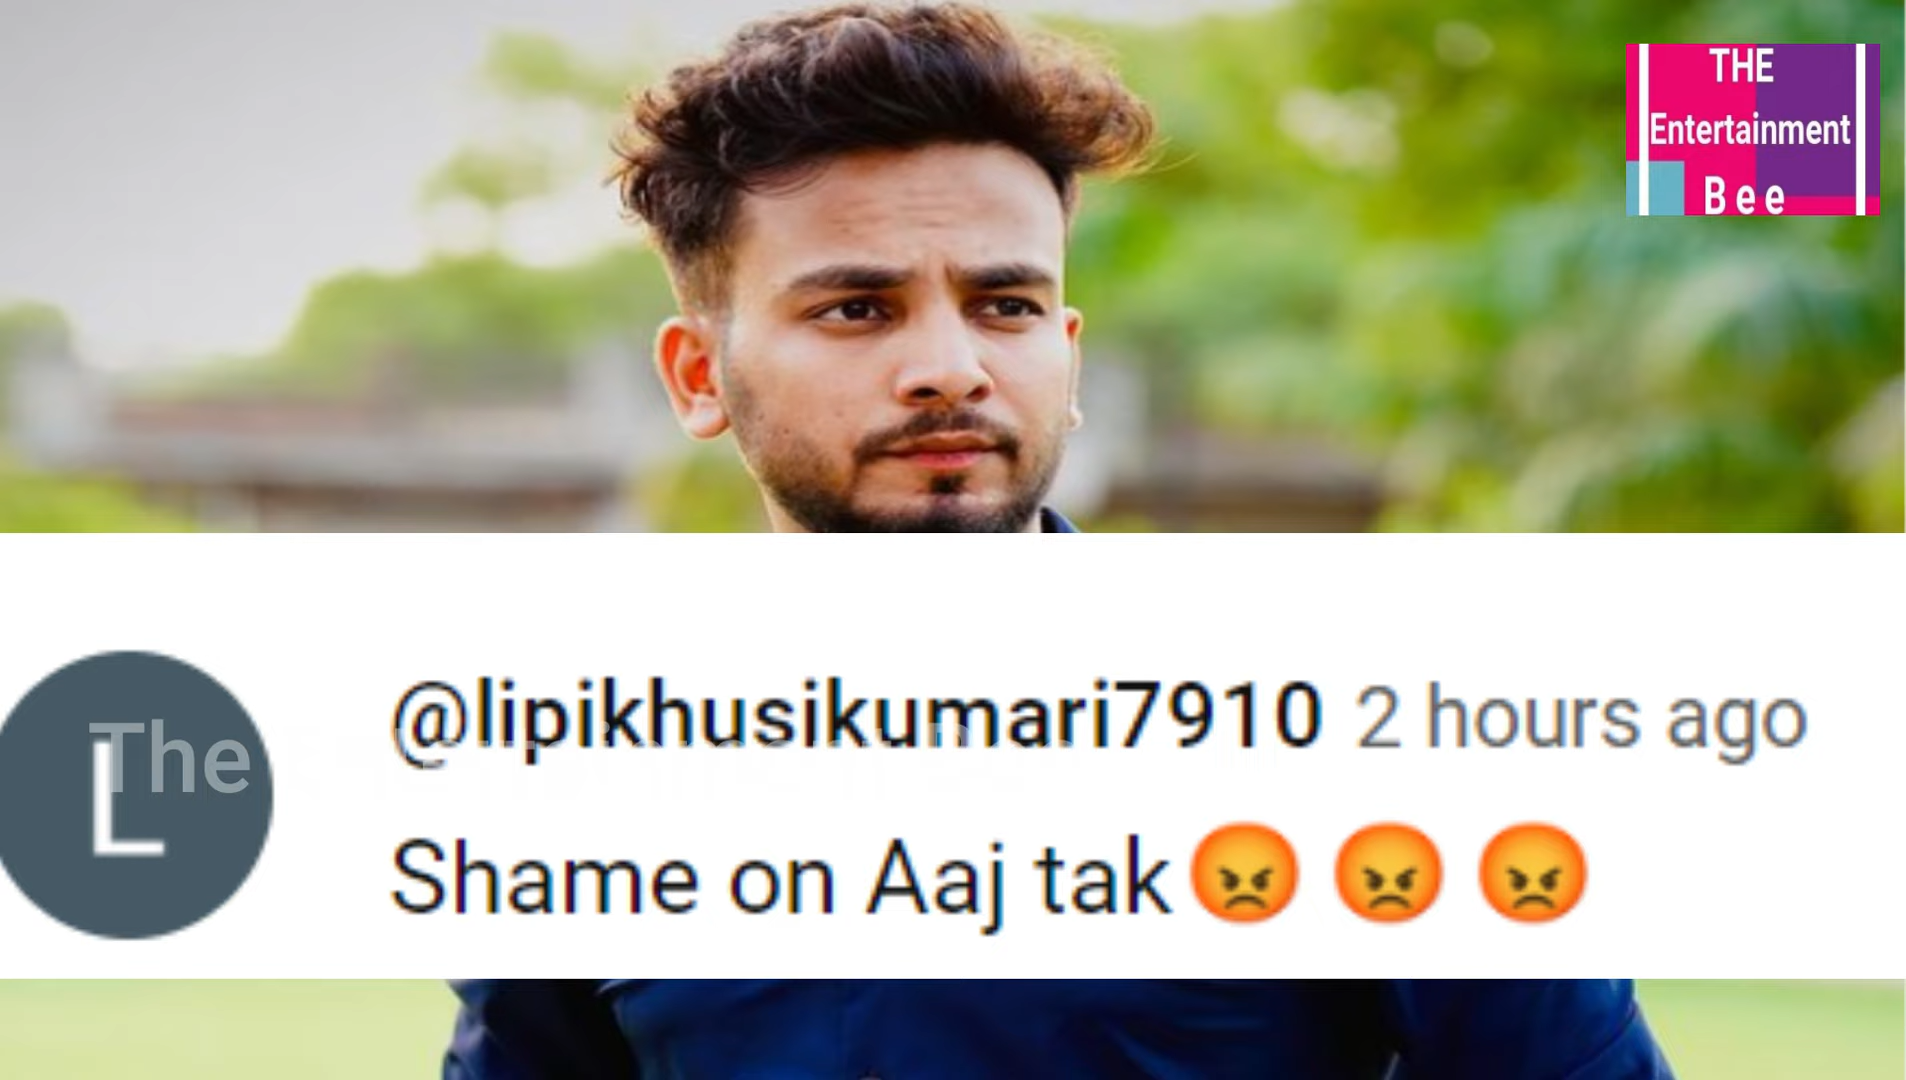 THE
Entertainment
Bee
L
The
@lipikhusikumari7910 2 hours ago
Shame on Aaj tak😡😡😡